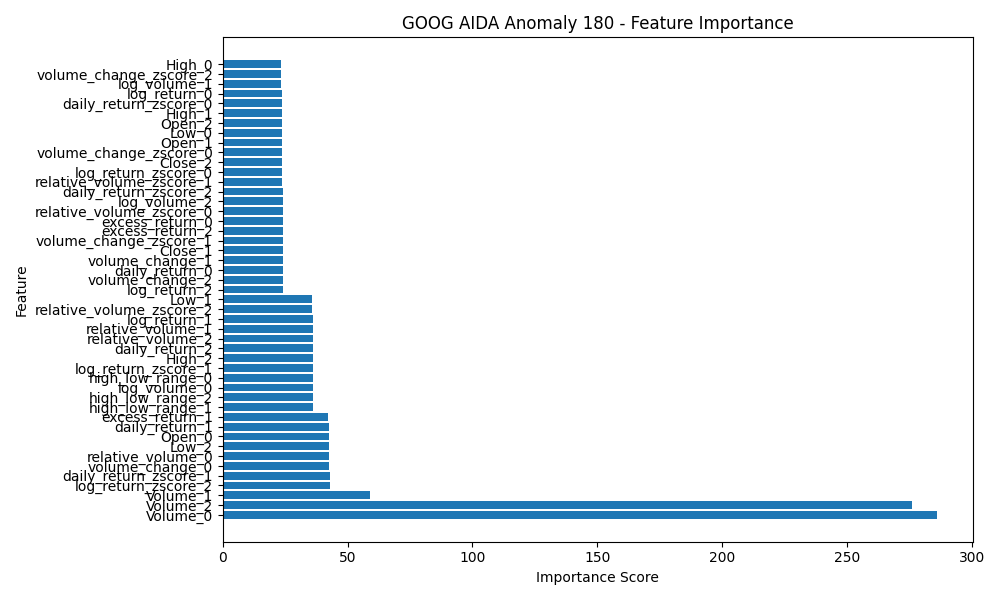 GOOG AIDA Anomaly 180 - Feature Importance
High_0
volume_change_zscore_2
log_volume_1
log_return_0
daily_return_zscore_0
High_1
Open_2
Low_0
Open_1
volume_change_zscore_0
Close_2
log_return_zscore_0
relative_volume_zscore_1
daily_return_zscore_2
log_volume_2
relative_volume_zscore_0
excess_return_0
excess_return_2
volume_change_zscore_1
Close_1
volume_change_1
daily_return_0
volume_change_2
log_return_2
Low_1
relative_volume_zscore_2
log_return_1
relative_volume_1
relative_volume_2
daily_return_2
High_2
log_return_zscore_1
high_low_range_0
log_volume_0
high_low_range_2
high_low_range_1
excess_return_1
daily_return_1
Open_0
Low_2
relative_volume_0
volume_change_0
daily_return_zscore_1
log_return_zscore_2
Volume_1
Volume_2
Volume_0
Feature
0 50 100 150 200 250 300
Importance Score